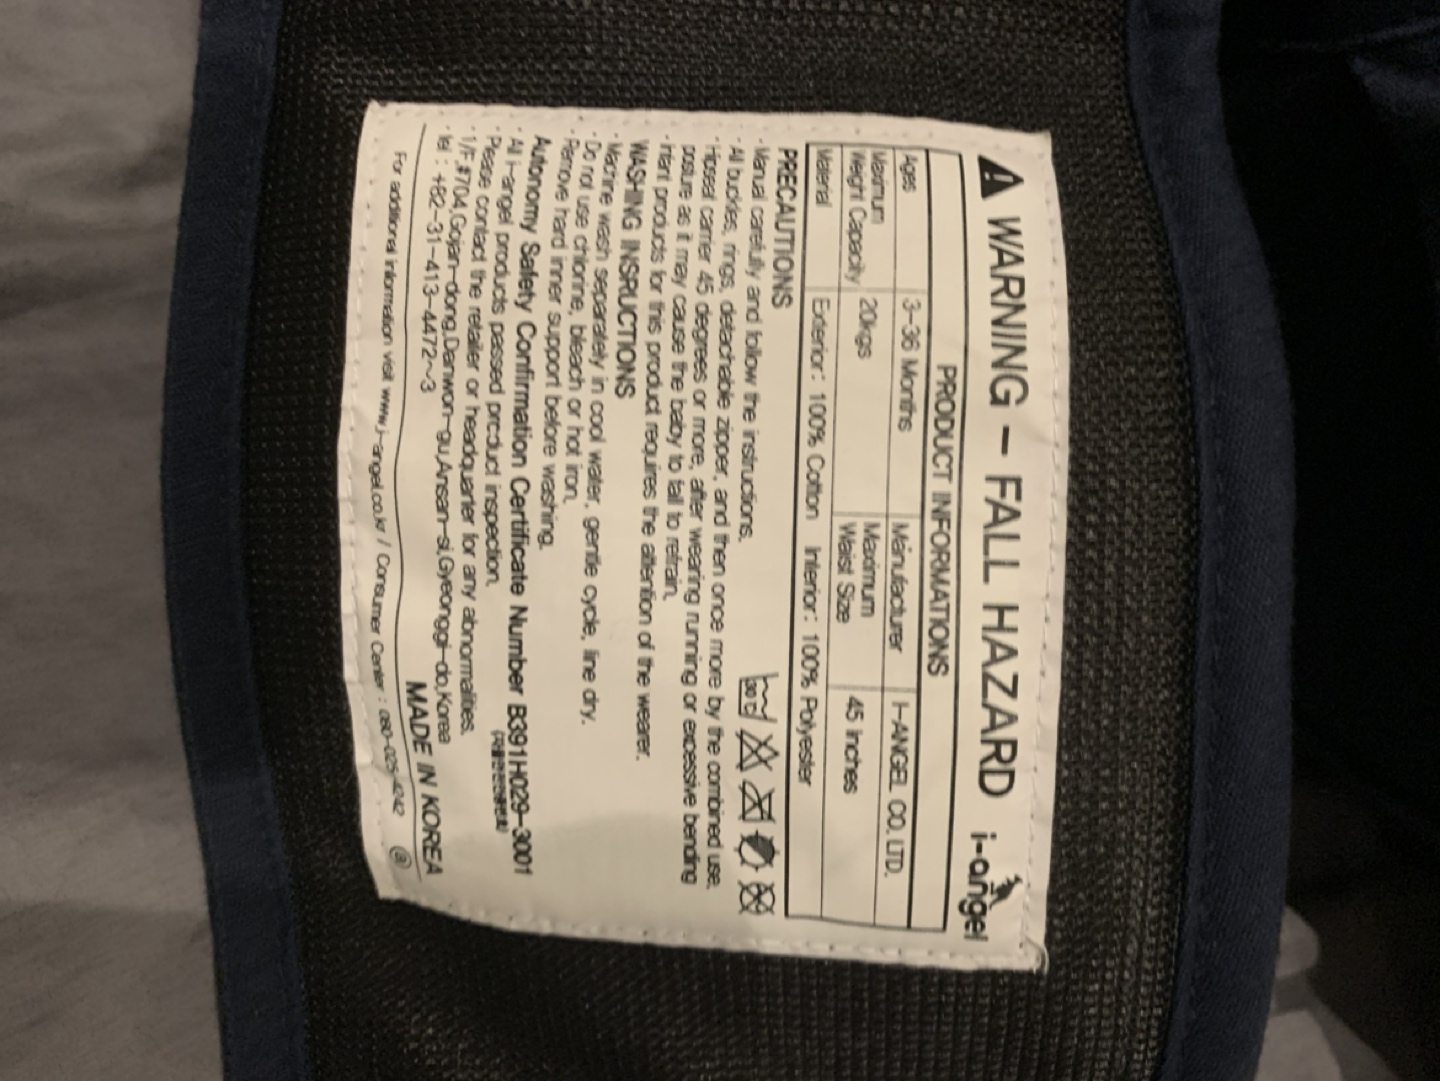 WARNING - FALL HAZARD i-angel
PRODUCT INFORMATIONS
Ages 3-36 Months Manufacturer I-ANGEL CO. LTD.
Maximum Weight Capacity 20kgs Maximum Waist Size 45 inches
Material Exterior: 100% Cotton Interior: 100% Polyester
PRECAUTIONS
· Manual carefully and follow the instructions.
· All buckles, rings, detachable zipper, and then once more by the combined use.
· Hipseat carrier 45 degrees or more, after wearing running or excessive bending
posture as it may cause the baby to fall to refrain.
· Infant products for this product requires the attention of the wearer.
WASHING INSRUCTIONS
· Machine wash separately in cool water, gentle cycle, line dry.
· Do not use chlorine, bleach or hot iron.
· Remove hard inner support before washing.
Autonomy Safety Confirmation Certificate Number B391H029-3001
· All i-angel products passed product inspection.
· Please contact the retailer or headquarter for any abnormalities.
· 1/F,#704,Gojan-dong,Danwon-gu,Ansan-si,Gyeonggi-do,Korea
· tel : +82-31-413-4472~3 MADE IN KOREA
For additional information visit www.i-angel.co.kr / Consumer Center : 080-025-4242 ⓐ